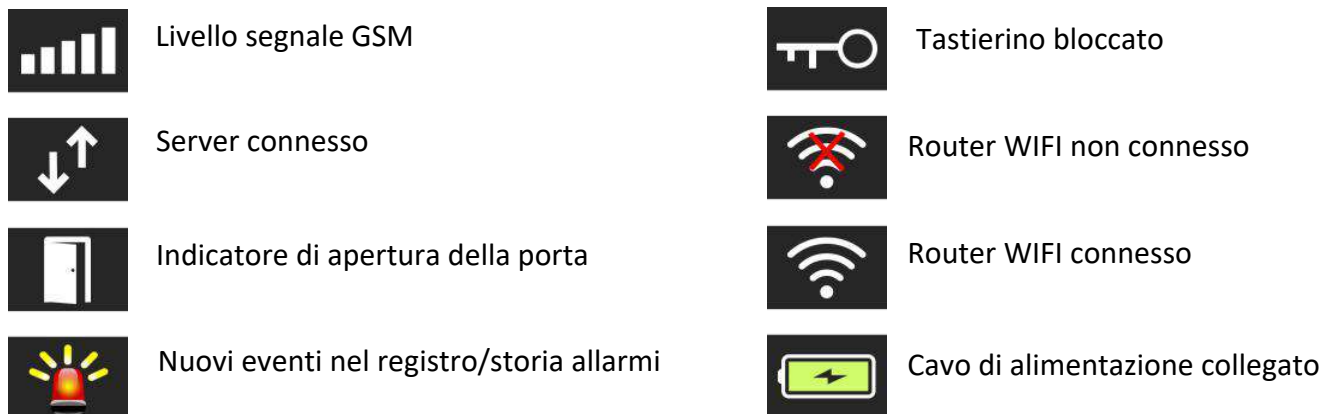 Livello segnale GSM
Tastierino bloccato
Server connesso
Router WIFI non connesso
Indicatore di apertura della porta
Router WIFI connesso
Nuovi eventi nel registro/storia allarmi
Cavo di alimentazione collegato